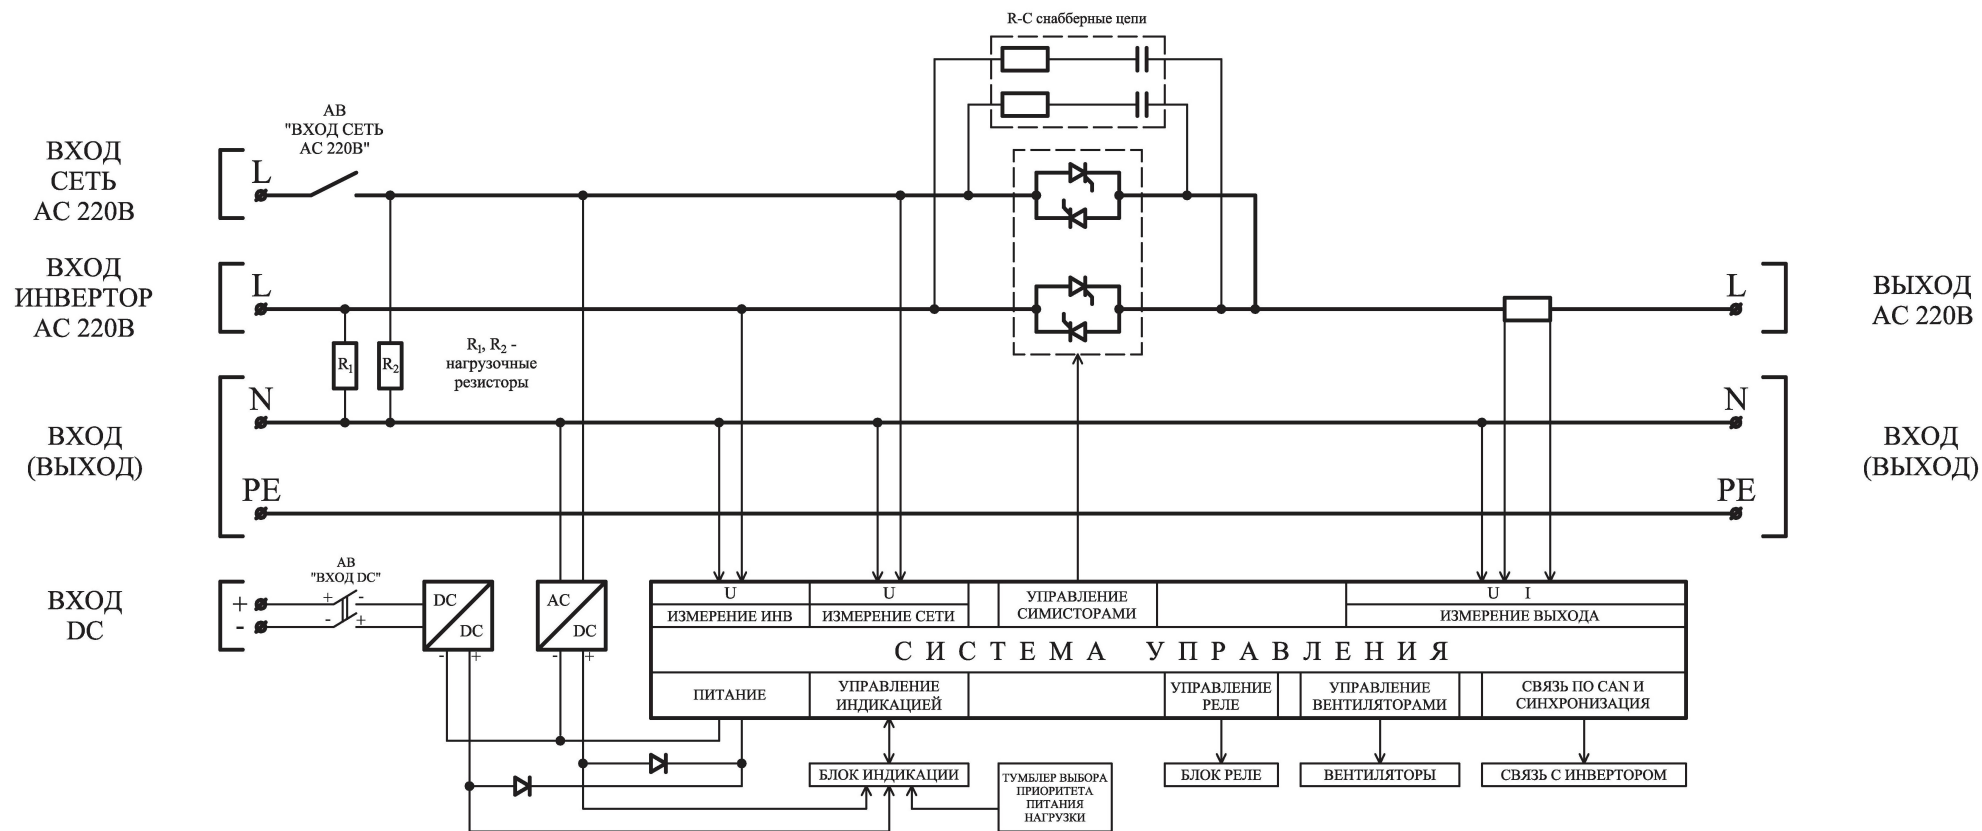 R-C снабберные цепи
АВ
"ВХОД СЕТЬ
АС 220В"
ВХОД
СЕТЬ
АС 220В
L
ВХОД
ИНВЕРТОР
АС 220В
L
L
ВЫХОД
АС 220В
R1
R2
R1, R2 -
нагрузочные
резисторы
ВХОД
(ВЫХОД)
N
PE
N
PE
ВХОД
(ВЫХОД)
ВХОД
DC
+
-
АВ
"ВХОД DC"
+ -
- +
DC
DC
- +
AC
DC
- +
U
ИЗМЕРЕНИЕ ИНВ
U
ИЗМЕРЕНИЕ СЕТИ
УПРАВЛЕНИЕ
СИМИСТОРАМИ
U I
ИЗМЕРЕНИЕ ВЫХОДА
СИСТЕМА УПРАВЛЕНИЯ
ПИТАНИЕ
УПРАВЛЕНИЕ
ИНДИКАЦИЕЙ
УПРАВЛЕНИЕ
РЕЛЕ
УПРАВЛЕНИЕ
ВЕНТИЛЯТОРАМИ
СВЯЗЬ ПО CAN И
СИНХРОНИЗАЦИЯ
БЛОК ИНДИКАЦИИ
ТУМБЛЕР ВЫБОРА
ПРИОРИТЕТА
ПИТАНИЯ
НАГРУЗКИ
БЛОК РЕЛЕ
ВЕНТИЛЯТОРЫ
СВЯЗЬ С ИНВЕРТОРОМ